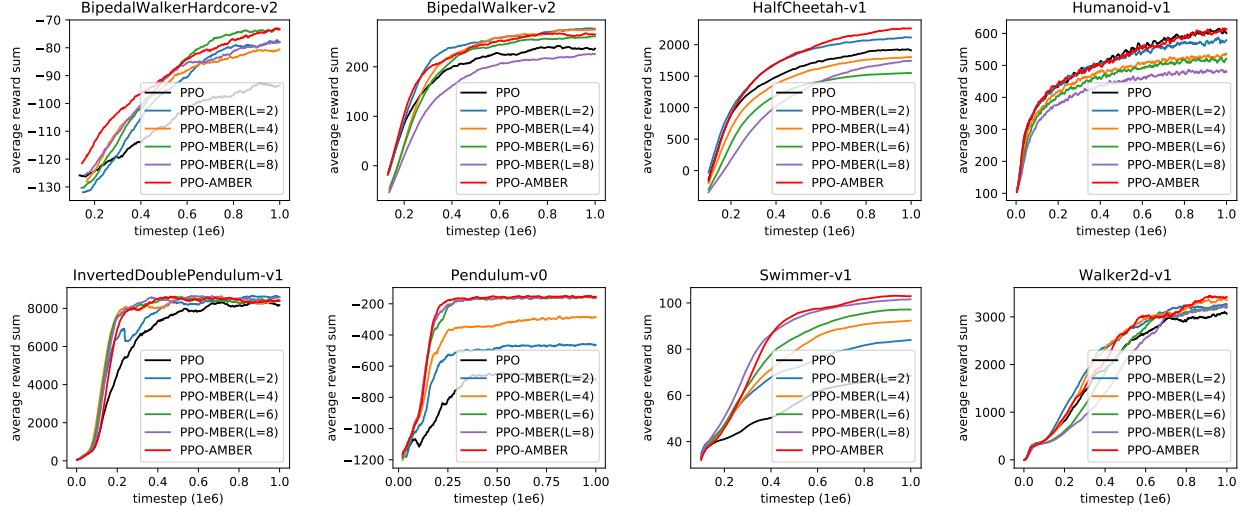 BipedalWalkerHardcore-v2
average reward sum
−70
−80
−90
−100
−110
−120
−130
0.2 0.4 0.6 0.8 1.0
timestep (1e6)
PPO
PPO-MBER(L=2)
PPO-MBER(L=4)
PPO-MBER(L=6)
PPO-MBER(L=8)
PPO-AMBER
BipedalWalker-v2
average reward sum
200
100
0
0.2 0.4 0.6 0.8 1.0
timestep (1e6)
PPO
PPO-MBER(L=2)
PPO-MBER(L=4)
PPO-MBER(L=6)
PPO-MBER(L=8)
PPO-AMBER
HalfCheetah-v1
average reward sum
2000
1500
1000
500
0
0.2 0.4 0.6 0.8 1.0
timestep (1e6)
PPO
PPO-MBER(L=2)
PPO-MBER(L=4)
PPO-MBER(L=6)
PPO-MBER(L=8)
PPO-AMBER
Humanoid-v1
average reward sum
600
500
400
300
200
100
0.0 0.2 0.4 0.6 0.8 1.0
timestep (1e6)
PPO
PPO-MBER(L=2)
PPO-MBER(L=4)
PPO-MBER(L=6)
PPO-MBER(L=8)
PPO-AMBER
InvertedDoublePendulum-v1
average reward sum
8000
6000
4000
2000
0
0.0 0.2 0.4 0.6 0.8 1.0
timestep (1e6)
PPO
PPO-MBER(L=2)
PPO-MBER(L=4)
PPO-MBER(L=6)
PPO-MBER(L=8)
PPO-AMBER
Pendulum-v0
average reward sum
−200
−400
−600
−800
−1000
−1200
0.00 0.25 0.50 0.75 1.00
timestep (1e6)
PPO
PPO-MBER(L=2)
PPO-MBER(L=4)
PPO-MBER(L=6)
PPO-MBER(L=8)
PPO-AMBER
Swimmer-v1
average reward sum
100
80
60
40
0.2 0.4 0.6 0.8 1.0
timestep (1e6)
PPO
PPO-MBER(L=2)
PPO-MBER(L=4)
PPO-MBER(L=6)
PPO-MBER(L=8)
PPO-AMBER
Walker2d-v1
average reward sum
3000
2000
1000
0
0.0 0.2 0.4 0.6 0.8 1.0
timestep (1e6)
PPO
PPO-MBER(L=2)
PPO-MBER(L=4)
PPO-MBER(L=6)
PPO-MBER(L=8)
PPO-AMBER